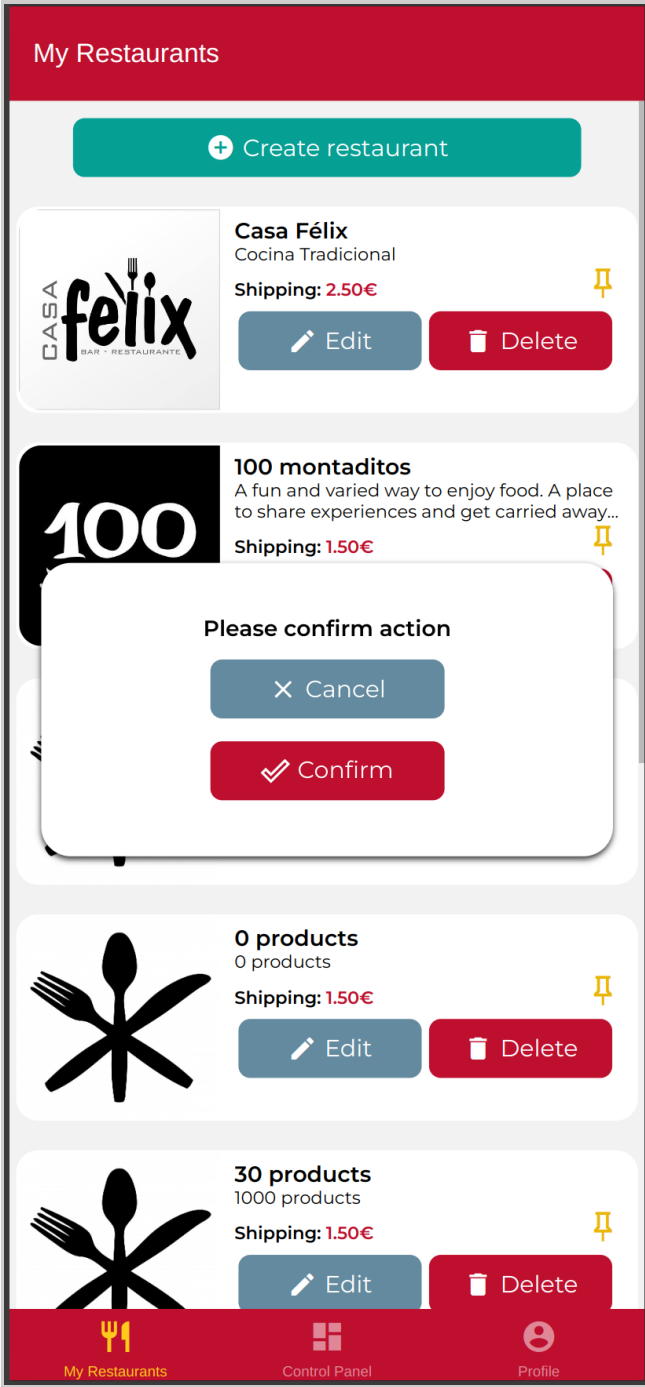 My Restaurants
Create restaurant
CASA
felix
BAR - RESTAURANTE
Casa Félix
Cocina Tradicional
Shipping: 2.50€
Edit
Delete
100
100 montaditos
A fun and varied way to enjoy food. A place
to share experiences and get carried away...
Shipping: 1.50€
Please confirm action
Cancel
Confirm
0 products
0 products
Shipping: 1.50€
Edit
Delete
30 products
1000 products
Shipping: 1.50€
Edit
Delete
My Restaurants
Control Panel
Profile